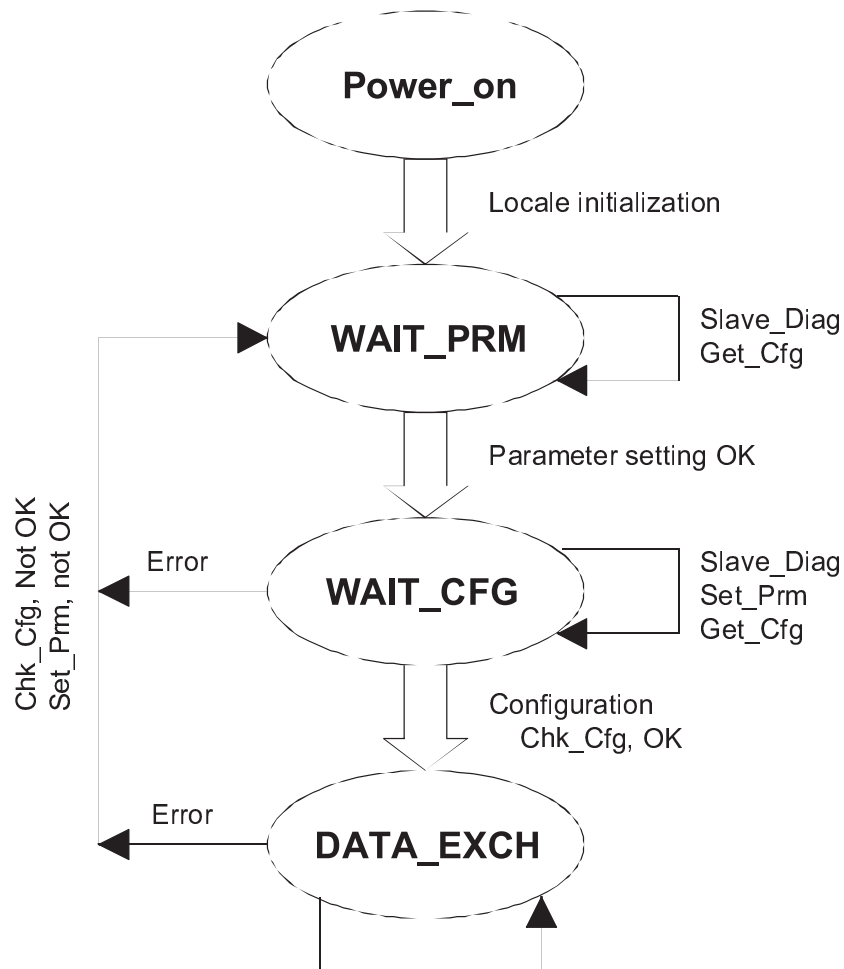 Power_on
Locale initialization
WAIT_PRM
Slave_Diag
Get_Cfg
Parameter setting OK
Chk_Cfg, Not OK
Set_Prm, not OK
Error
WAIT_CFG
Slave_Diag
Set_Prm
Get_Cfg
Configuration
Chk_Cfg, OK
Error
DATA_EXCH